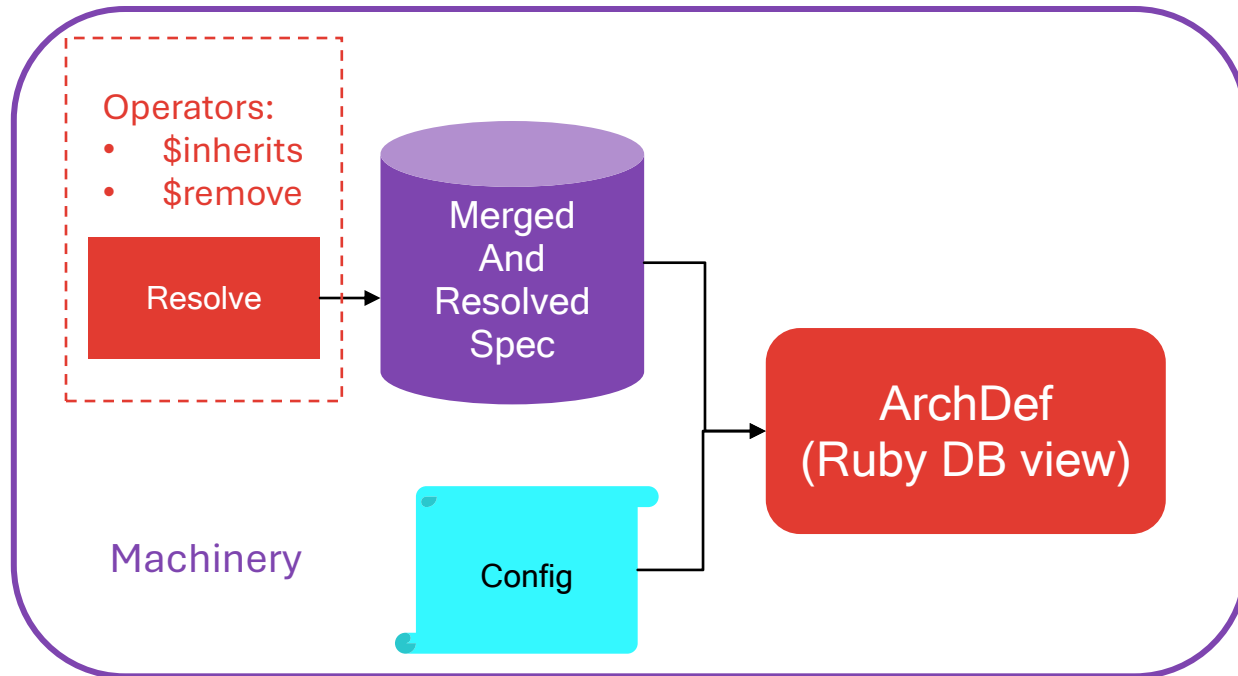 Operators:
• $inherits
• $remove
Resolve
Merged
And
Resolved
Spec
ArchDef
(Ruby DB view)
Machinery
Config